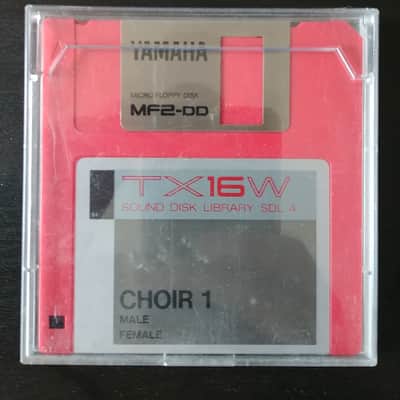 YAMAHA
MICRO FLOPPY DISK
MF2-DD
TX16W
SOUND DISK LIBRARY SDL 4
CHOIR 1
MALE
FEMALE